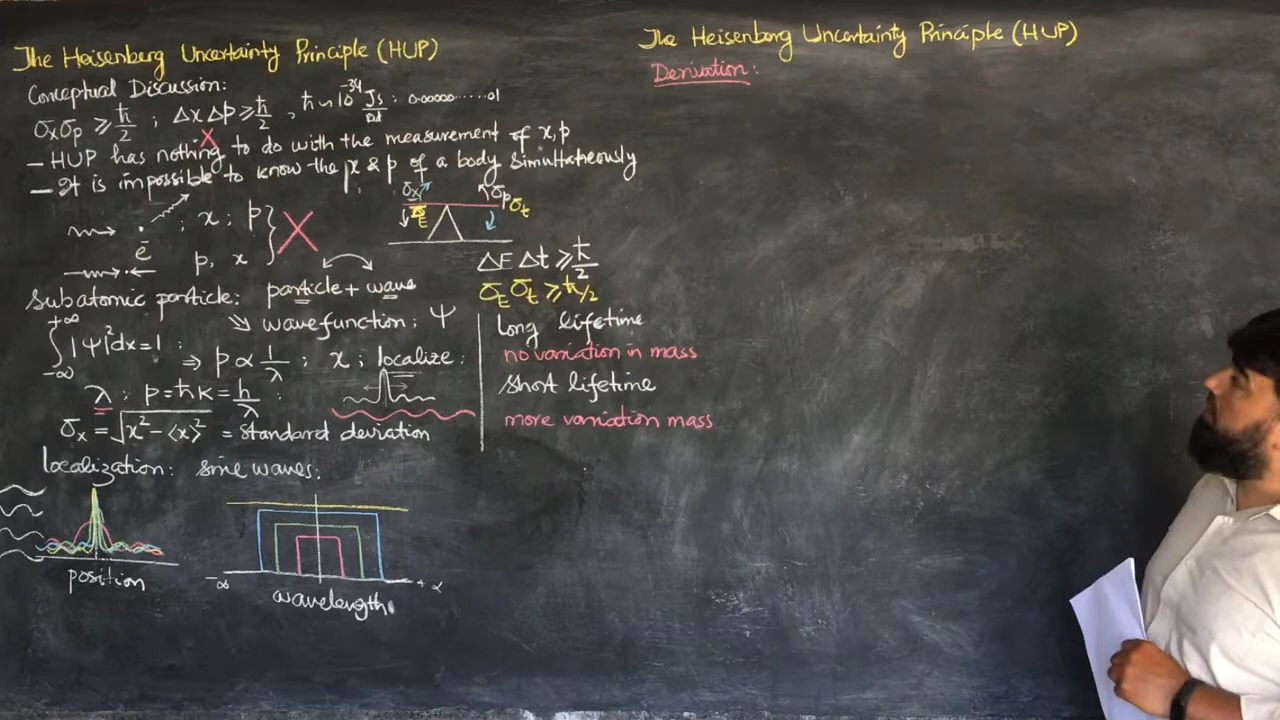 The Heisenberg Uncertainty Principle (HUP)
Conceptual Discussion:
σxσp ⩾ ħ/2 ; Δx Δp ⩾ ħ/2 , ħ ~ 10^-34 Js/rad : 0.00000......01
- HUP has nothing to do with the measurement of x, p
- It is impossible to know the x & p of a body simultaneously
; x ; p } X
ē
p, x
σx σp
σE σt
ΔE Δt ⩾ ħ/2
σE σt ⩾ ħ/2
Subatomic particle: particle + wave
⇘ wavefunction: Ψ
∫-∞+∞ |Ψ|²dx = 1 ; ⇒ p ∝ 1/λ ; x ; localize :
λ : p = ħk = h/λ :
σx = √x² - ⟨x⟩² = Standard deviation
Long lifetime
no variation in mass
Short lifetime
more variation mass
localization: sine waves:
position
-∞ + ∝
wavelength
The Heisenberg Uncertainty Principle (HUP)
Derivation: